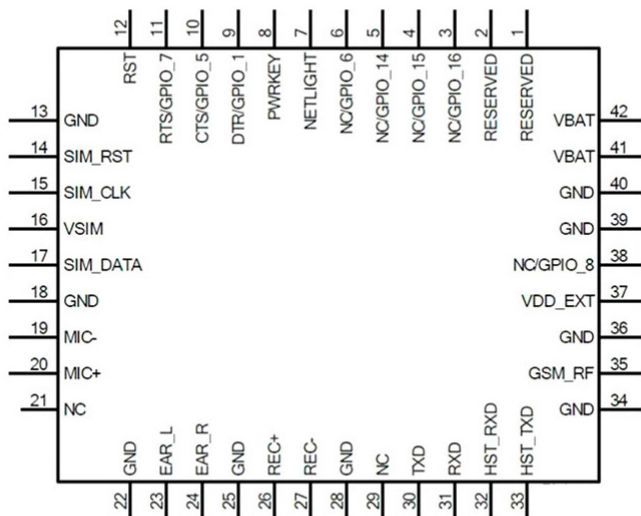 12 11 10 9 8 7 6 5 4 3 2 1
RST RTS/GPIO_7 CTS/GPIO_5 DTR/GPIO_1 PWRKEY NETLIGHT NC/GPIO_6 NC/GPIO_14 NC/GPIO_15 NC/GPIO_16 RESERVED RESERVED
13 GND VBAT 42
14 SIM_RST VBAT 41
15 SIM_CLK GND 40
16 VSIM GND 39
17 SIM_DATA NC/GPIO_8 38
18 GND VDD_EXT 37
19 MIC- GND 36
20 MIC+ GSM_RF 35
21 NC GND 34
GND EAR_L EAR_R GND REC+ REC- GND NC TXD RXD HST_RXD HST_TXD
22 23 24 25 26 27 28 29 30 31 32 33